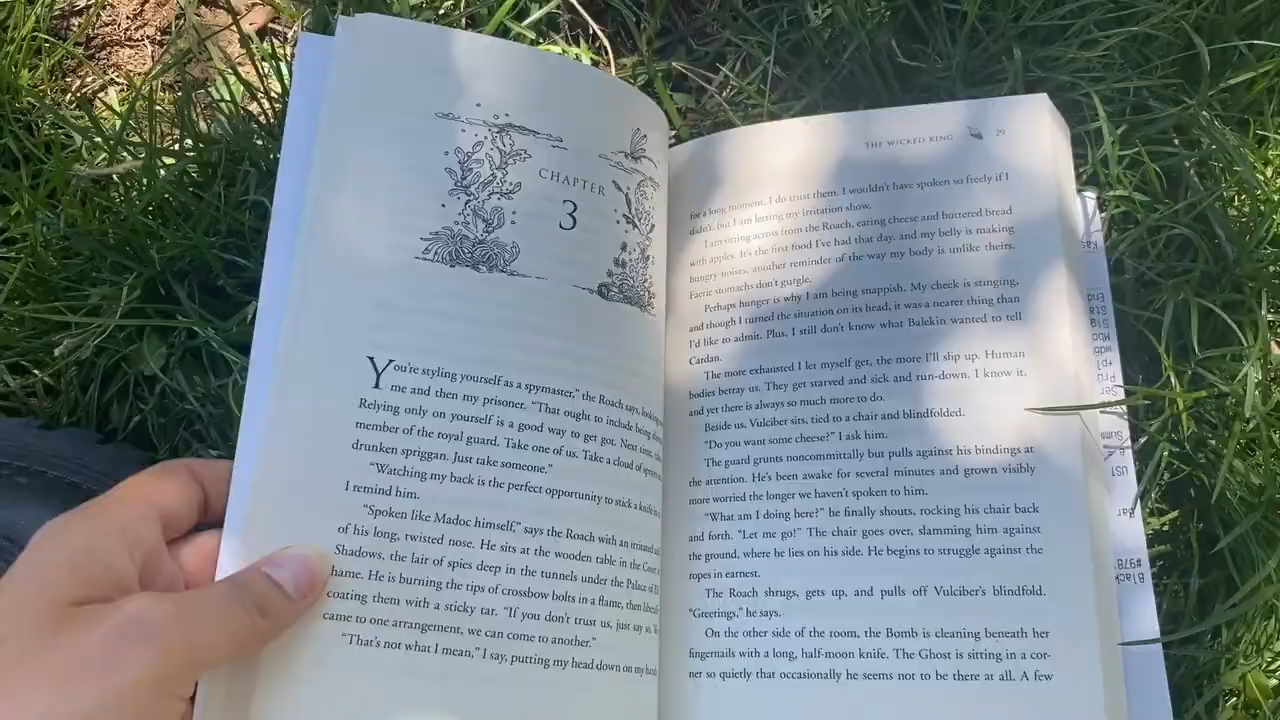 CHAPTER
3
You're styling yourself as a spymaster," the Roach says, looking
me and then my prisoner. "That ought to include being
Relying only on yourself is a good way to get got. Next time,
member of the royal guard. Take one of us. Take a cloud of sprites
drunken spriggan. Just take someone."
"Watching my back is the perfect opportunity to stick a knife in
I remind him.
"Spoken like Madoc himself," says the Roach with an irritated
of his long, twisted nose. He sits at the wooden table in the Court
Shadows, the lair of spies deep in the tunnels under the Palace of
hame. He is burning the tips of crossbow bolts in a flame, then
coating them with a sticky tar. "If you don't trust us, just say so. We
came to one arrangement, we can come to another."
"That's not what I mean," I say, putting my head down on my
THE WICKED KING 29
for a long moment. I do trust them. I wouldn't have spoken so freely if I
didn't, but I am letting my irritation show.
I am sitting across from the Roach, eating cheese and buttered bread
with apples. It's the first food I've had that day, and my belly is making
hungry noises, another reminder of the way my body is unlike theirs.
Faerie stomachs don't gurgle.
Perhaps hunger is why I am being snappish. My cheek is stinging,
and though I turned the situation on its head, it was a nearer thing than
I'd like to admit. Plus, I still don't know what Balekin wanted to tell
Cardan.
The more exhausted I let myself get, the more I'll slip up. Human
bodies betray us. They get starved and sick and run-down. I know it,
and yet there is always so much more to do.
Beside us, Vulciber sits, tied to a chair and blindfolded.
"Do you want some cheese?" I ask him.
The guard grunts noncommittally but pulls against his bindings at
the attention. He's been awake for several minutes and grown visibly
more worried the longer we haven't spoken to him.
"What am I doing here?" he finally shouts, rocking his chair back
and forth. "Let me go!" The chair goes over, slamming him against
the ground, where he lies on his side. He begins to struggle against the
ropes in earnest.
The Roach shrugs, gets up, and pulls off Vulciber's blindfold.
"Greetings," he says.
On the other side of the room, the Bomb is cleaning beneath her
fingernails with a long, half-moon knife. The Ghost is sitting in a cor-
ner so quietly that occasionally he seems not to be there at all. A few
Kas
End
Sta
Sig
Pru
Ser
Summ
UST
Bar
#978
Black